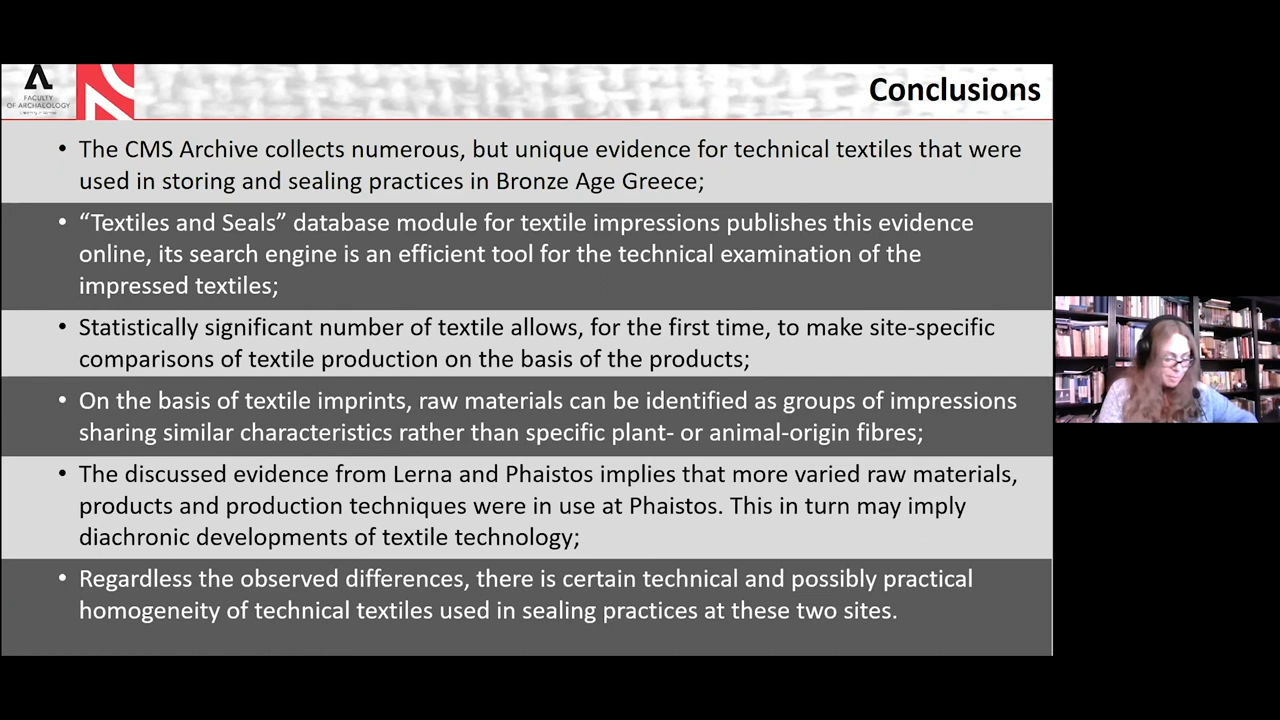 FACULTY
OF ARCHAEOLOGY
Conclusions
• The CMS Archive collects numerous, but unique evidence for technical textiles that were
used in storing and sealing practices in Bronze Age Greece;
• “Textiles and Seals” database module for textile impressions publishes this evidence
online, its search engine is an efficient tool for the technical examination of the
impressed textiles;
• Statistically significant number of textile allows, for the first time, to make site-specific
comparisons of textile production on the basis of the products;
• On the basis of textile imprints, raw materials can be identified as groups of impressions
sharing similar characteristics rather than specific plant- or animal-origin fibres;
• The discussed evidence from Lerna and Phaistos implies that more varied raw materials,
products and production techniques were in use at Phaistos. This in turn may imply
diachronic developments of textile technology;
• Regardless the observed differences, there is certain technical and possibly practical
homogeneity of technical textiles used in sealing practices at these two sites.